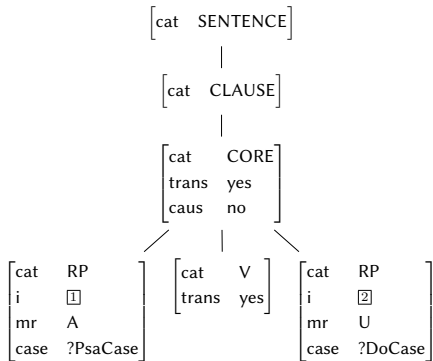 cat SENTENCE
cat CLAUSE
cat CORE
trans yes
caus no
cat RP
i 1
mr A
case ?PsaCase
cat V
trans yes
cat RP
i 2
mr U
case ?DoCase